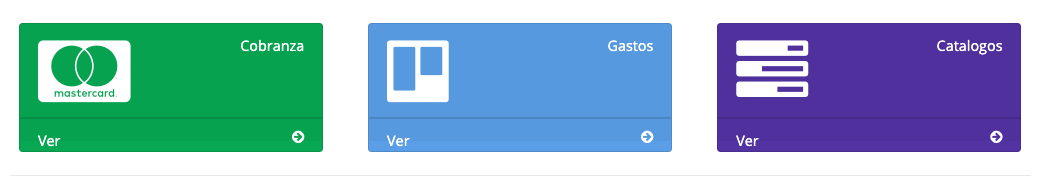 Cobranza
mastercard.
Ver
Gastos
Ver
Catalogos
Ver